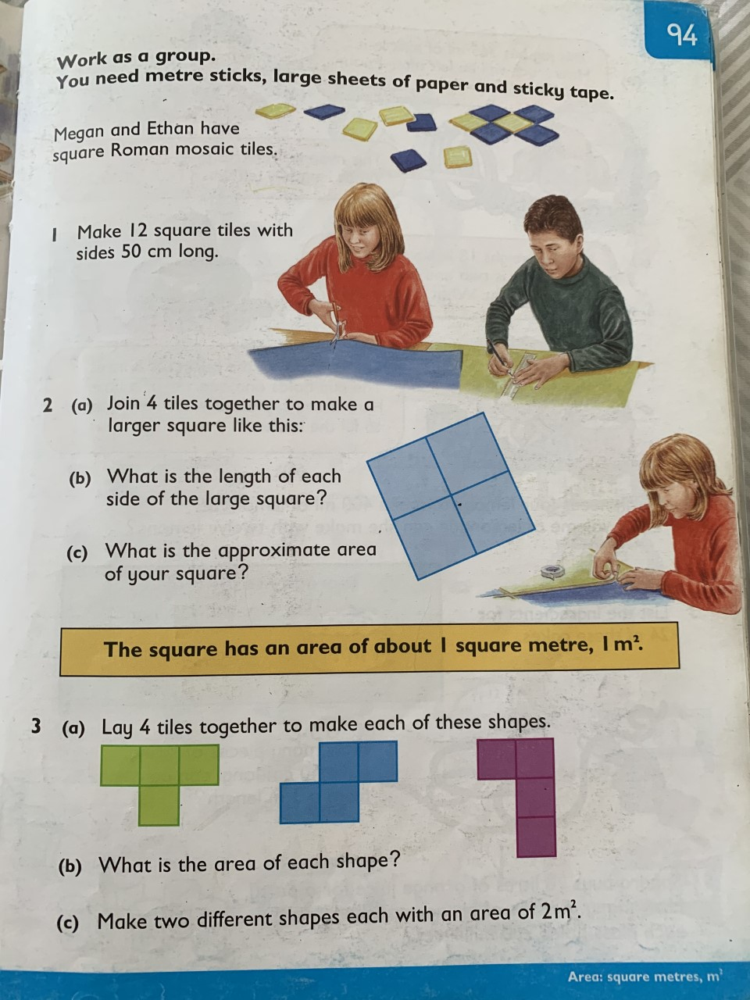 94
Work as a group.
You need metre sticks, large sheets of paper and sticky tape.
Megan and Ethan have
square Roman mosaic tiles.
1 Make 12 square tiles with
sides 50 cm long.
2 (a) Join 4 tiles together to make a
larger square like this:
(b) What is the length of each
side of the large square?
(c) What is the approximate area
of your square?
The square has an area of about 1 square metre, 1 m².
3 (a) Lay 4 tiles together to make each of these shapes.
(b) What is the area of each shape?
(c) Make two different shapes each with an area of 2 m².
Area: square metres, m²